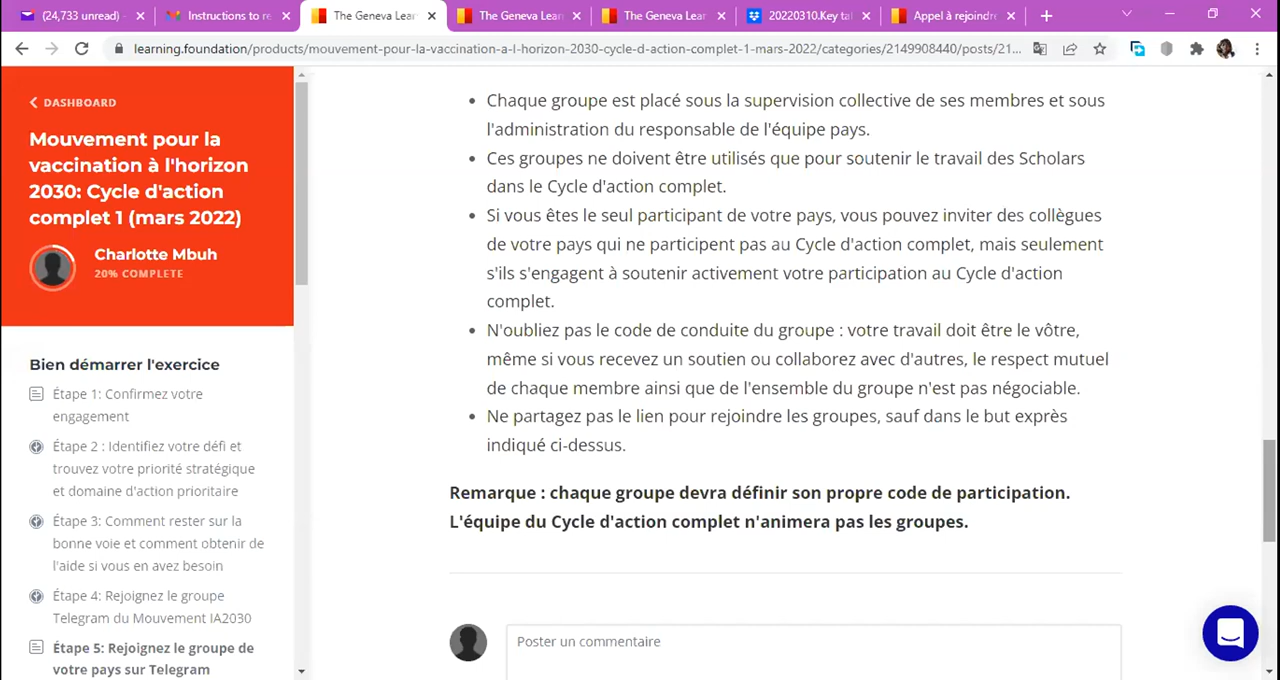 (24,733 unread) -
Instructions to re
The Geneva Lear
The Geneva Lear
The Geneva Lear
20220310.Key tal
Appel à rejoindre
learning.foundation/products/mouvement-pour-la-vaccination-a-l-horizon-2030-cycle-d-action-complet-1-mars-2022/categories/2149908440/posts/21...
DASHBOARD
Mouvement pour la
vaccination à l'horizon
2030: Cycle d'action
complet 1 (mars 2022)
Charlotte Mbuh
20% COMPLETE
Bien démarrer l'exercice
Étape 1: Confirmez votre
engagement
Étape 2 : Identifiez votre défi et
trouvez votre priorité stratégique
et domaine d'action prioritaire
Étape 3: Comment rester sur la
bonne voie et comment obtenir de
l'aide si vous en avez besoin
Étape 4: Rejoignez le groupe
Telegram du Mouvement IA2030
Étape 5: Rejoignez le groupe de
votre pays sur Telegram
• Chaque groupe est placé sous la supervision collective de ses membres et sous
l'administration du responsable de l'équipe pays.
• Ces groupes ne doivent être utilisés que pour soutenir le travail des Scholars
dans le Cycle d'action complet.
• Si vous êtes le seul participant de votre pays, vous pouvez inviter des collègues
de votre pays qui ne participent pas au Cycle d'action complet, mais seulement
s'ils s'engagent à soutenir activement votre participation au Cycle d'action
complet.
• N'oubliez pas le code de conduite du groupe : votre travail doit être le vôtre,
même si vous recevez un soutien ou collaborez avec d'autres, le respect mutuel
de chaque membre ainsi que de l'ensemble du groupe n'est pas négociable.
• Ne partagez pas le lien pour rejoindre les groupes, sauf dans le but exprès
indiqué ci-dessus.
Remarque : chaque groupe devra définir son propre code de participation.
L'équipe du Cycle d'action complet n'animera pas les groupes.
Poster un commentaire